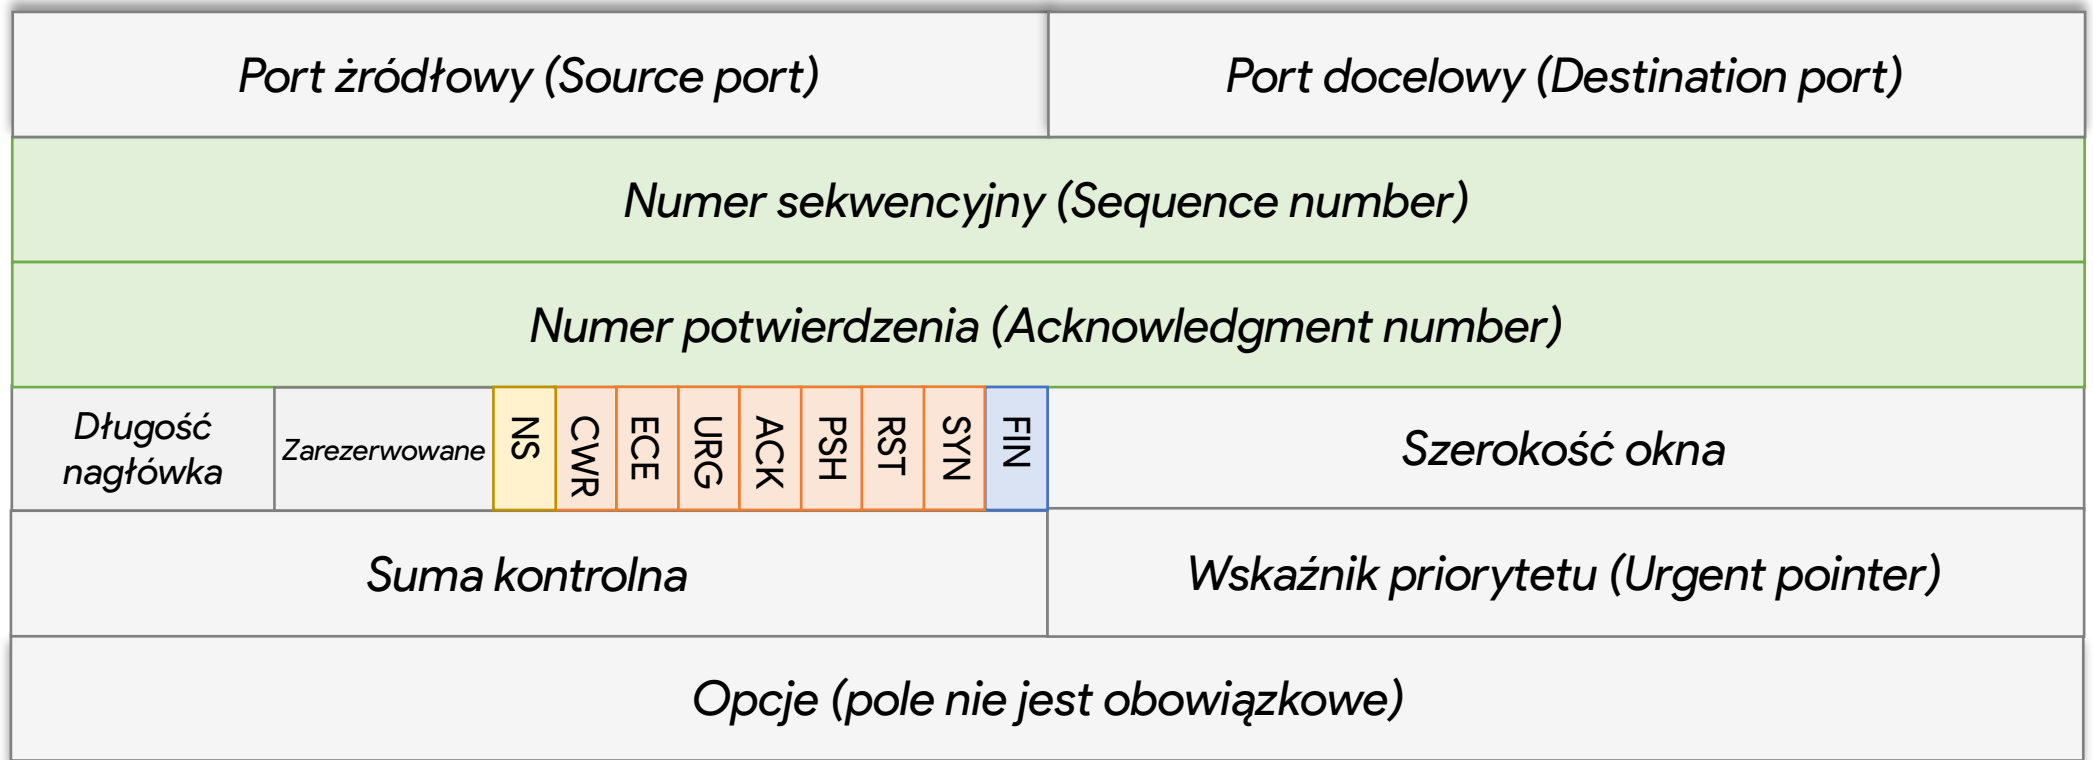 Port żródłowy (Source port)
Port docelowy (Destination port)
Numer sekwencyjny (Sequence number)
Numer potwierdzenia (Acknowledgment number)
Długość
nagłówka
Zarezerwowane
NS
CWR
ECE
URG
ACK
PSH
RST
SYN
FIN
Szerokość okna
Suma kontrolna
Wskaźnik priorytetu (Urgent pointer)
Opcje (pole nie jest obowiązkowe)